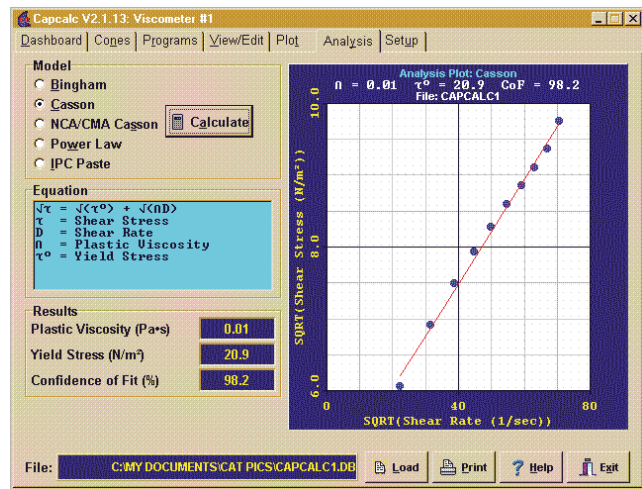 Capcalc V2.1.13: Viscometer #1
Dashboard Cones Programs View/Edit Plot Analysis Setup
Model
Bingham
Casson
NCA/CMA Casson
Power Law
IPC Paste
Calculate
Equation
√τ = √(τº) + √(ηD)
τ = Shear Stress
D = Shear Rate
η = Plastic Viscosity
τº = Yield Stress
Results
Plastic Viscosity (Pa•s) 0.01
Yield Stress (N/m²) 20.9
Confidence of Fit (%) 98.2
Analysis Plot: Casson
η = 0.01 τº = 20.9 CoF = 98.2
File: CAPCALC1
SQRT(Shear Stress (N/m²))
10.0
8.0
6.0
0 40 80
SQRT(Shear Rate (1/sec))
File: C:\MY DOCUMENTS\CAT PICS\CAPCALC1.DB Load Print Help Exit